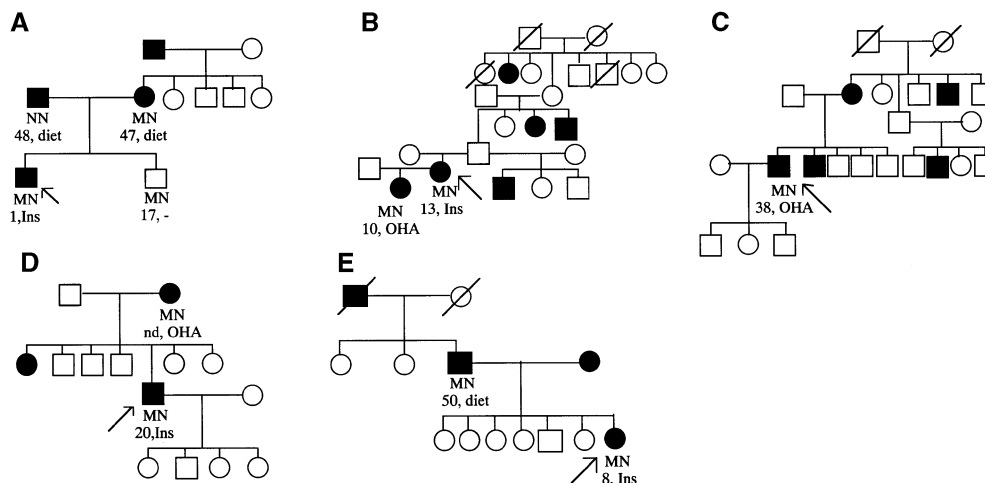 A
B
C
NN
48, diet
MN
47, diet
MN
1,Ins
MN
17, -
MN
10, OHA
MN
13, Ins
MN
38, OHA
D
E
MN
nd, OHA
MN
20,Ins
MN
50, diet
MN
8, Ins